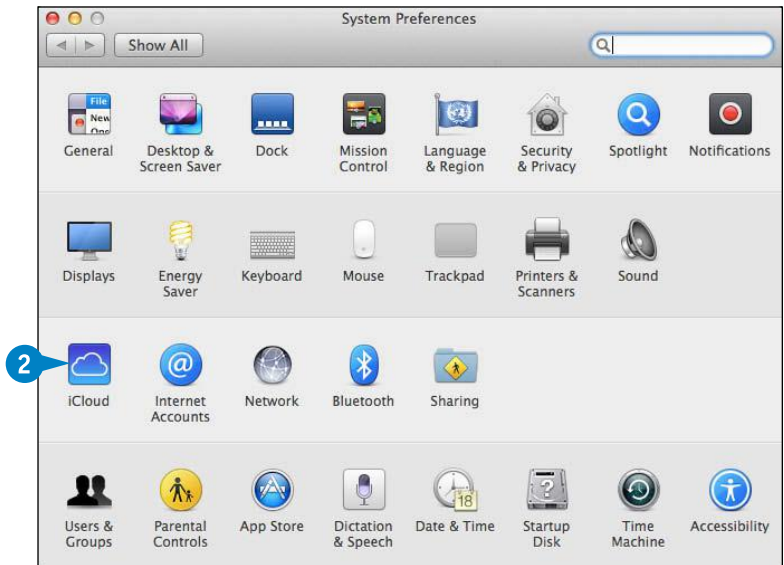 System Preferences
Show All
File
New
One
General
Desktop &
Screen Saver
Dock
Mission
Control
Language
& Region
Security
& Privacy
Spotlight
Notifications
Displays
Energy
Saver
Keyboard
Mouse
Trackpad
Printers &
Scanners
Sound
2
iCloud
@
Internet
Accounts
Network
Bluetooth
Sharing
Users &
Groups
Parental
Controls
App Store
Dictation
& Speech
18
Date & Time
?
Startup
Disk
Time
Machine
Accessibility